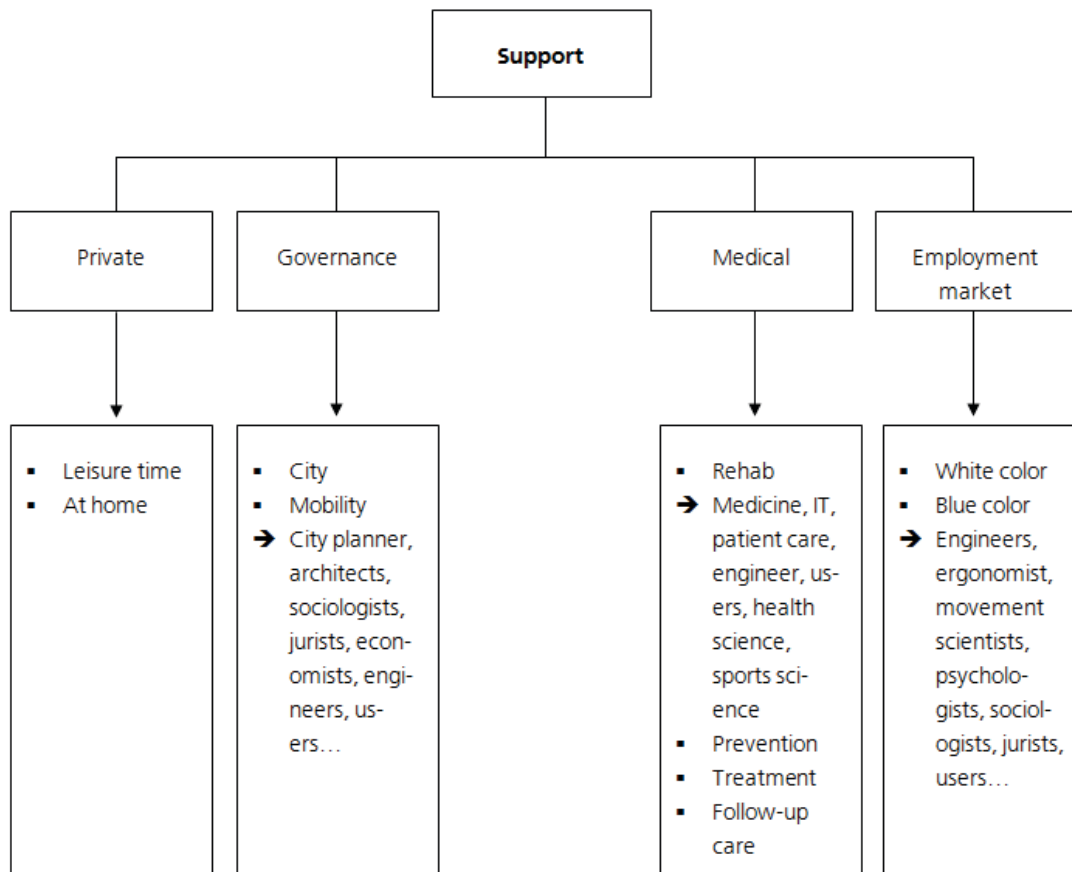 Support
Private
Governance
Medical
Employment
market
▪ Leisure time
▪ At home
▪ City
▪ Mobility
➔ City planner,
architects,
sociologists,
jurists, econ-
omists, engi-
neers, us-
ers…
▪ Rehab
➔ Medicine, IT,
patient care,
engineer, us-
ers, health
science,
sports sci-
ence
▪ Prevention
▪ Treatment
▪ Follow-up
care
▪ White color
▪ Blue color
➔ Engineers,
ergonomist,
movement
scientists,
psycholo-
gists, sociol-
ogists, jurists,
users…